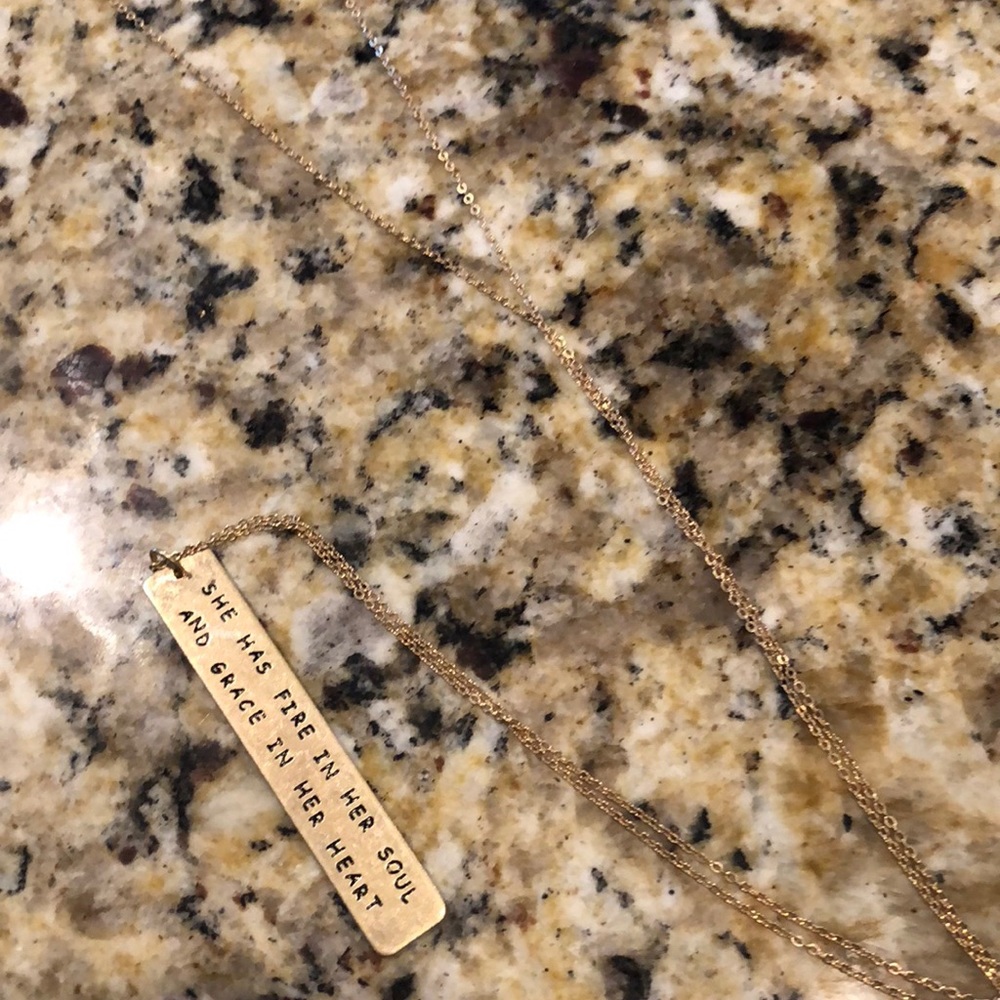 SHE HAS FIRE IN HER SOUL
AND GRACE IN HER HEART